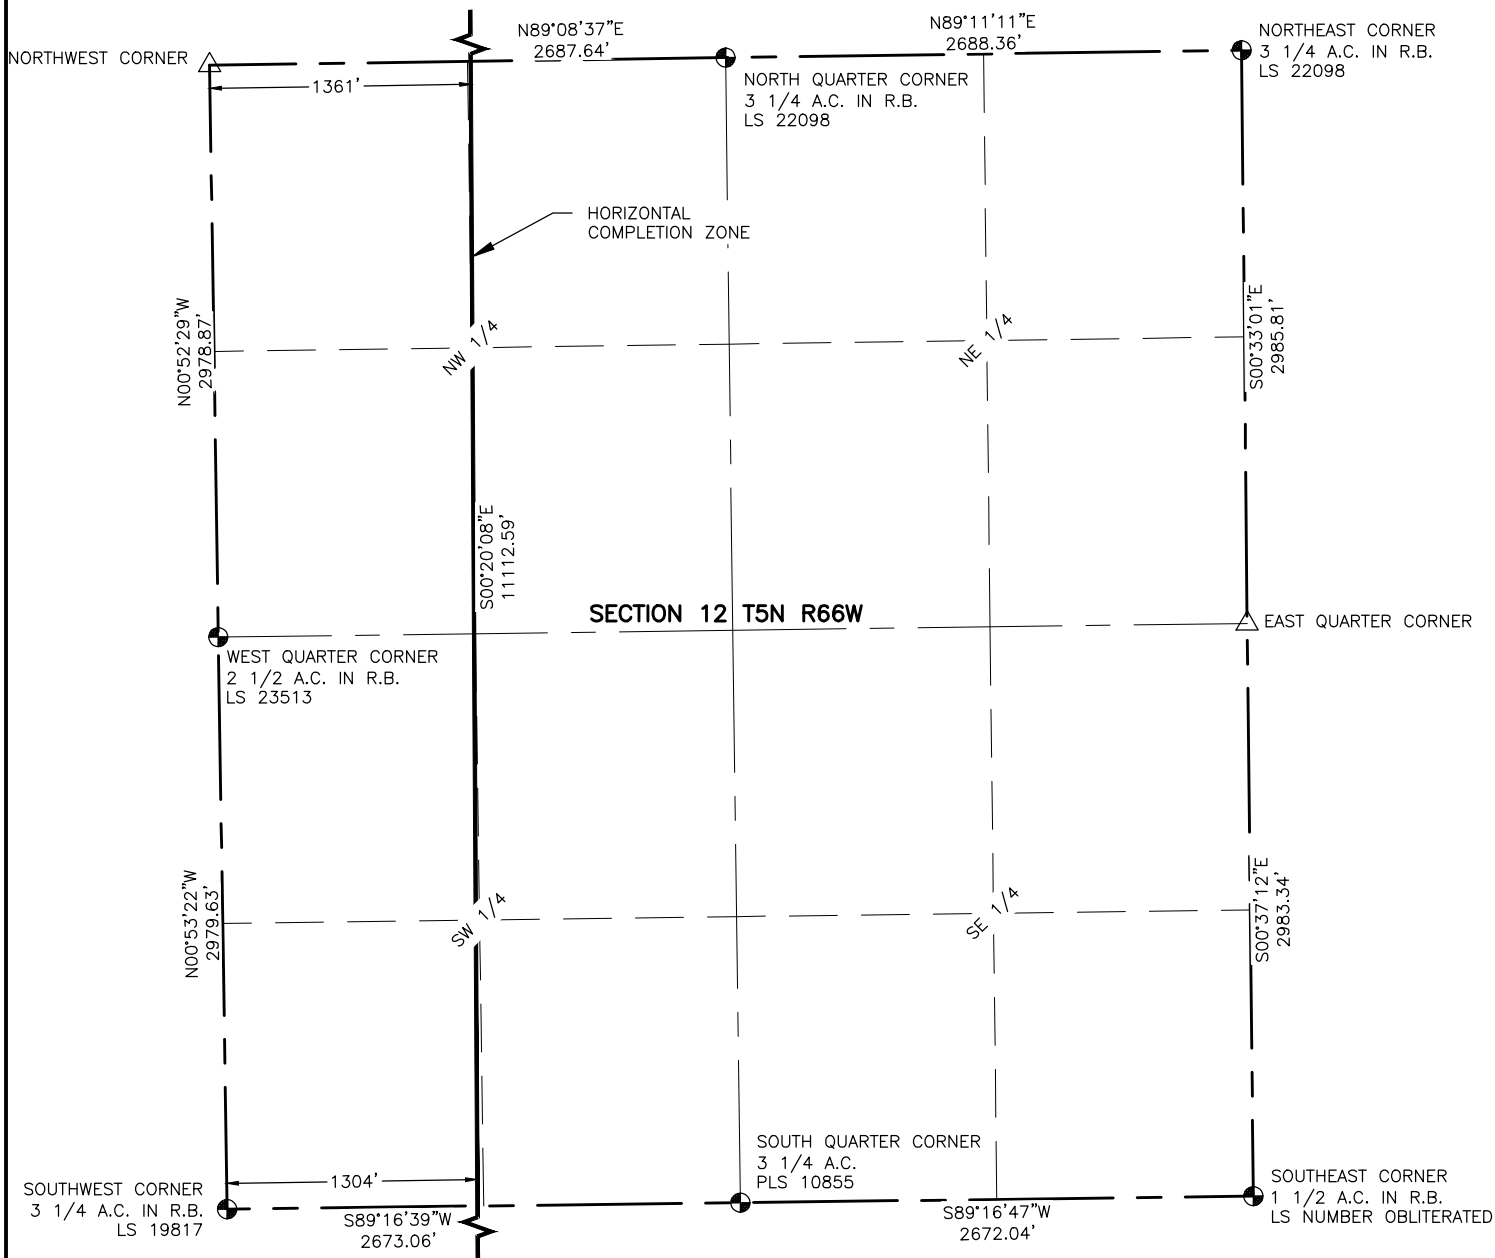 N89°08'37"E
2687.64'
N89°11'11"E
2688.36'
NORTHEAST CORNER
3 1/4 A.C. IN R.B.
LS 22098
NORTHWEST CORNER
1361'
NORTH QUARTER CORNER
3 1/4 A.C. IN R.B.
LS 22098
HORIZONTAL
COMPLETION ZONE
N00°52'29"W
2978.87'
NW 1/4
NE 1/4
S00°33'01"E
2985.81'
S00°20'08"E
11112.59'
SECTION 12 T5N R66W
EAST QUARTER CORNER
WEST QUARTER CORNER
2 1/2 A.C. IN R.B.
LS 23513
N00°53'22"W
2979.63'
SW 1/4
SE 1/4
S00°37'12"E
2983.34'
SOUTH QUARTER CORNER
3 1/4 A.C.
PLS 10855
1304'
SOUTHWEST CORNER
3 1/4 A.C. IN R.B.
LS 19817
S89°16'39"W
2673.06'
S89°16'47"W
2672.04'
SOUTHEAST CORNER
1 1/2 A.C. IN R.B.
LS NUMBER OBLITERATED